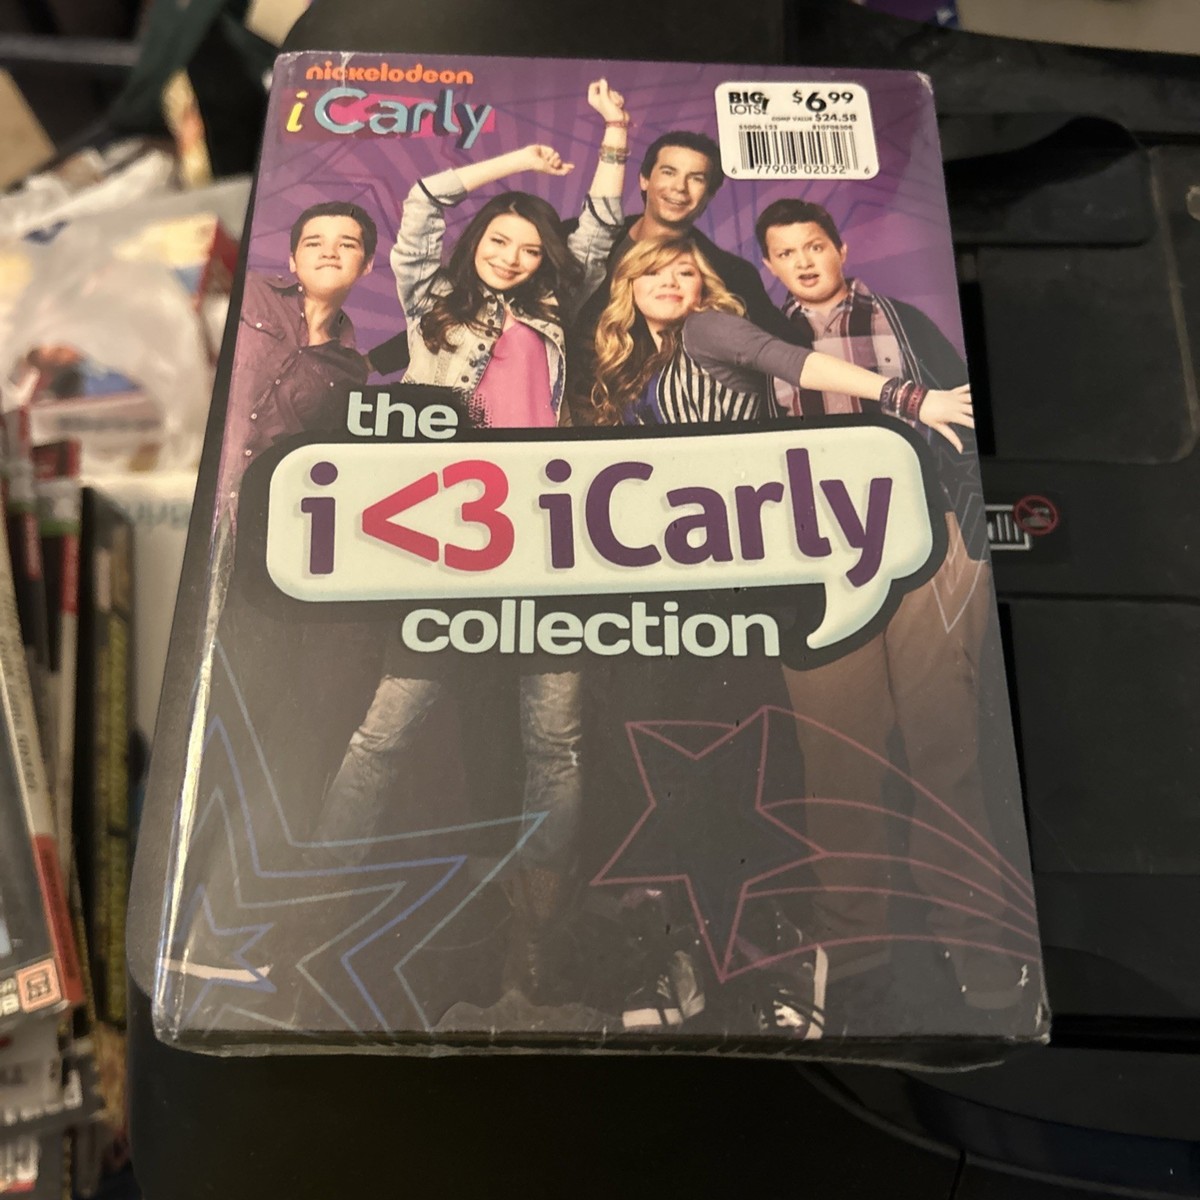 nickelodeon
iCarly
BIG LOTS! $6.99
COMP VALUE $24.58
6 77908 02032 6
the
i <3 iCarly
collection